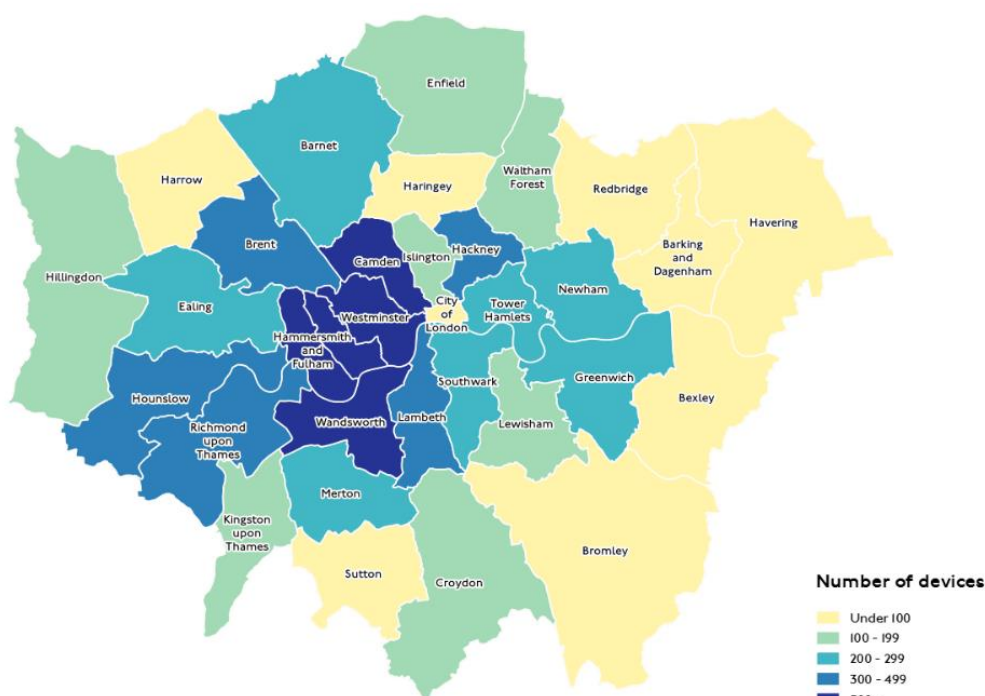 Enfield
Barnet
Harrow
Haringey
Waltham
Forest
Redbridge
Havering
Brent
Camden
Islington
Hackney
Barking
and
Dagenham
Hillingdon
Ealing
Westminster
City
of
London
Tower
Hamlets
Newham
Hammersmith
and
Fulham
Hounslow
Richmond
upon
Thames
Wandsworth
Lambeth
Southwark
Greenwich
Lewisham
Bexley
Merton
Kingston
upon
Thames
Sutton
Croydon
Bromley
Number of devices
Under 100
100 - 199
200 - 299
300 - 499